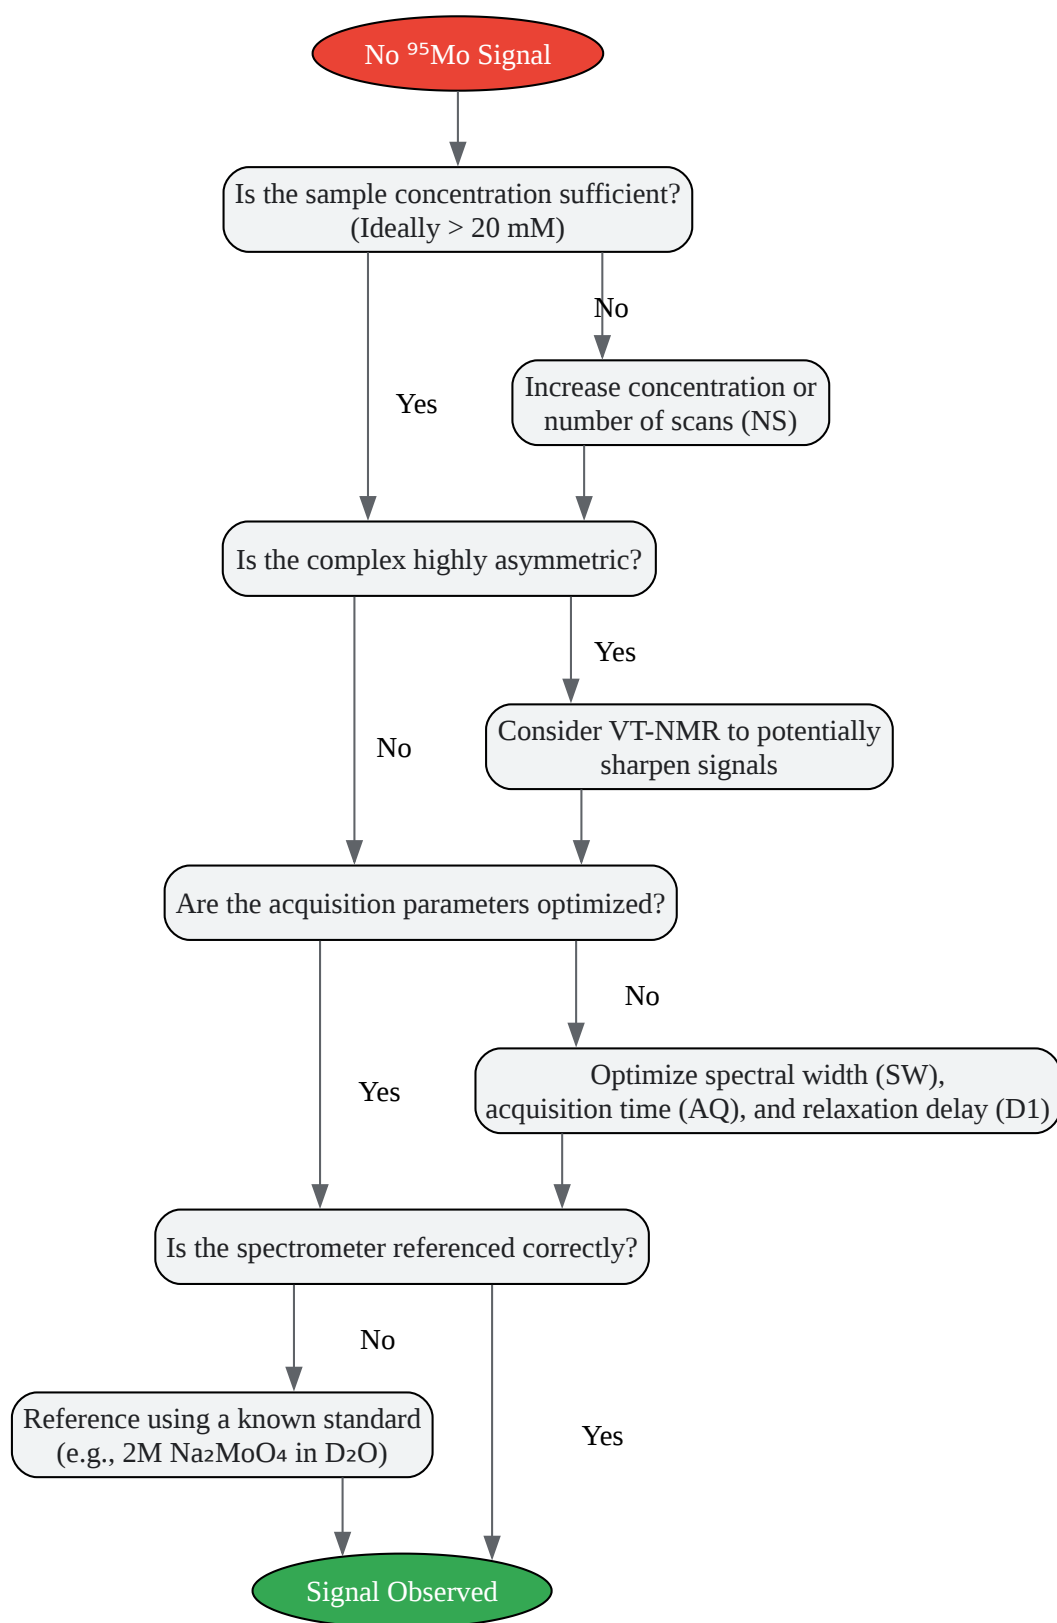 No ⁹⁵Mo Signal
Is the sample concentration sufficient?
(Ideally > 20 mM)
No
Increase concentration or
number of scans (NS)
Yes
Is the complex highly asymmetric?
Yes
Consider VT-NMR to potentially
sharpen signals
No
Are the acquisition parameters optimized?
No
Optimize spectral width (SW),
acquisition time (AQ), and relaxation delay (D1)
Yes
Is the spectrometer referenced correctly?
No
Reference using a known standard
(e.g., 2M Na₂MoO₄ in D₂O)
Yes
Signal Observed